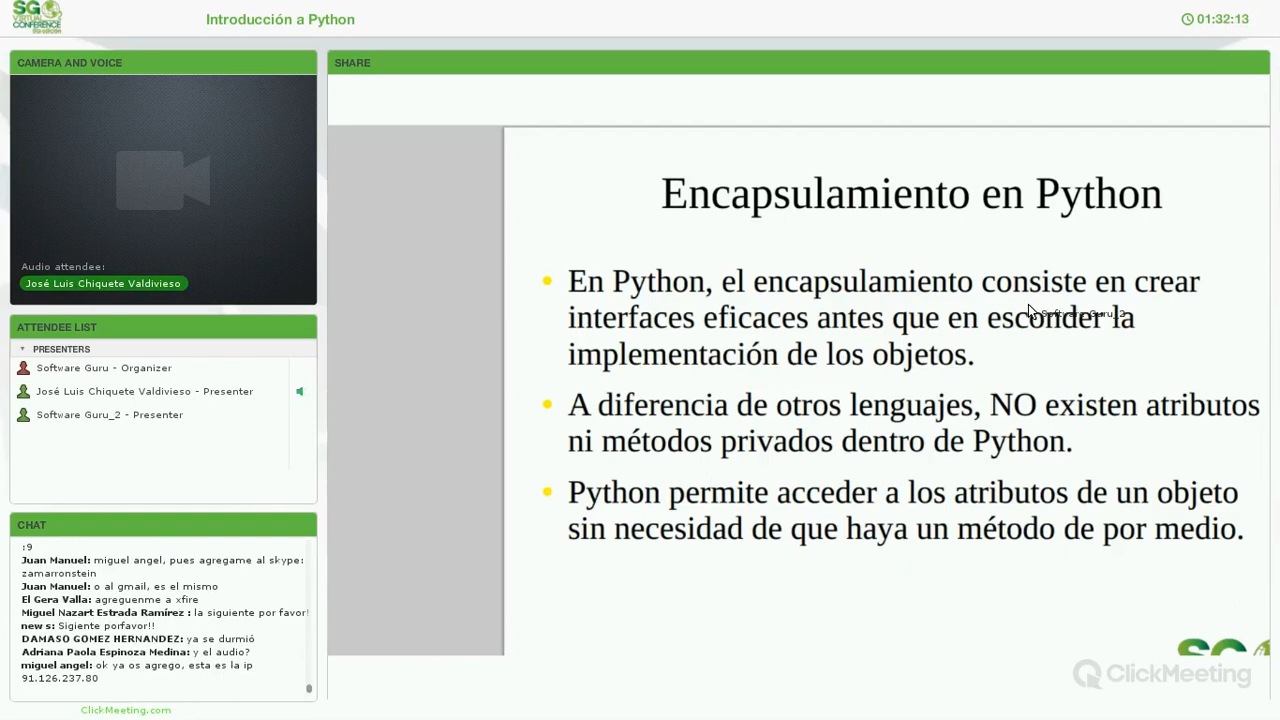 SG
VIRTUAL
CONFERENCE
Introducción a Python
01:32:13
CAMERA AND VOICE
Audio attendee:
José Luis Chiquete Valdivieso
ATTENDEE LIST
PRESENTERS
Software Guru - Organizer
José Luis Chiquete Valdivieso - Presenter
Software Guru_2 - Presenter
CHAT
:9
Juan Manuel: miguel angel, pues agregame al skype:
zamarronstein
Juan Manuel: o al gmail, es el mismo
El Gera Valla: agreguenme a xfire
Miguel Nazart Estrada Ramírez : la siguiente por favor!
new s: Sigiente porfavor!!
DAMASO GOMEZ HERNANDEZ: ya se durmió
Adriana Paola Espinoza Medina: y el audio?
miguel angel: ok ya os agrego, esta es la ip
91.126.237.80
ClickMeeting.com
SHARE
Encapsulamiento en Python
En Python, el encapsulamiento consiste en crear
interfaces eficaces antes que en esconder la
implementación de los objetos.
Software Guru_2
A diferencia de otros lenguajes, NO existen atributos
ni métodos privados dentro de Python.
Python permite acceder a los atributos de un objeto
sin necesidad de que haya un método de por medio.
ClickMeeting